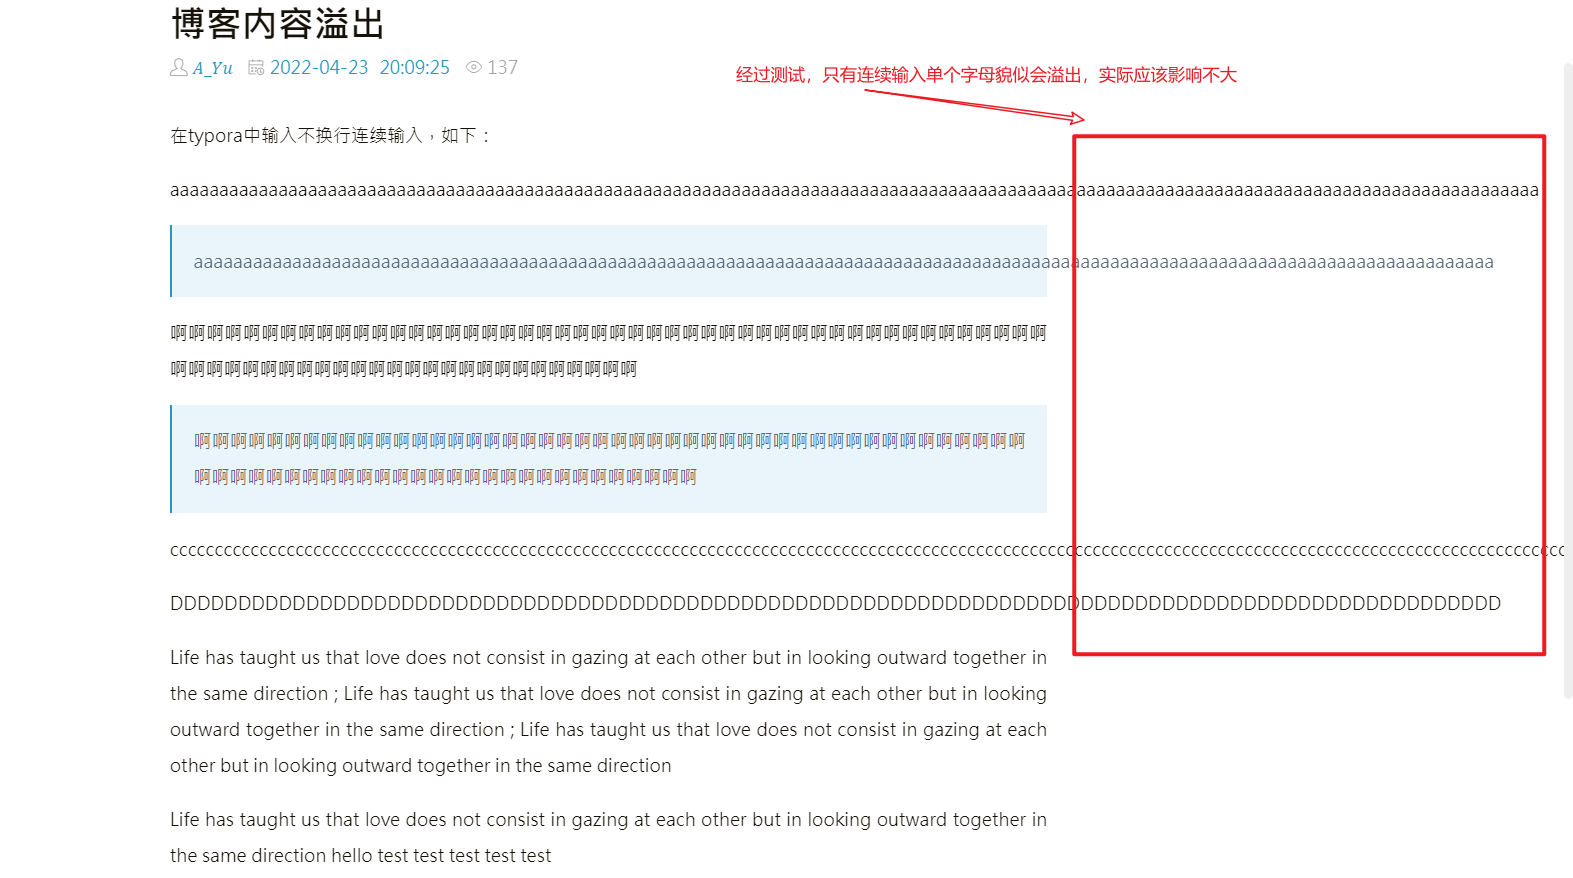 博客内容溢出
A_Yu 2022-04-23 20:09:25 137
经过测试，只有连续输入单个字母貌似会溢出，实际应该影响不大
在typora中输入不换行连续输入，如下：
aaaaaaaaaaaaaaaaaaaaaaaaaaaaaaaaaaaaaaaaaaaaaaaaaaaaaaaaaaaaaaaaaaaaaaaaaaaaaaaaaaaaaaaaaaaaaaaaaaaaaaaaaaaaaaaaaaaaaaaaaaaaaaaaaaaaaaaaaaa
aaaaaaaaaaaaaaaaaaaaaaaaaaaaaaaaaaaaaaaaaaaaaaaaaaaaaaaaaaaaaaaaaaaaaaaaaaaaaaaaaaaaaaaaaaaaaaaaaaaaaaaaaaaaaaaaaaaaaaaaaaaaaaaaaaaa
啊啊啊啊啊啊啊啊啊啊啊啊啊啊啊啊啊啊啊啊啊啊啊啊啊啊啊啊啊啊啊啊啊啊啊啊啊啊啊啊啊啊啊啊啊啊啊啊
啊啊啊啊啊啊啊啊啊啊啊啊啊啊啊啊啊啊啊啊啊啊啊啊啊啊
啊啊啊啊啊啊啊啊啊啊啊啊啊啊啊啊啊啊啊啊啊啊啊啊啊啊啊啊啊啊啊啊啊啊啊啊啊啊啊啊啊啊啊啊啊啊
啊啊啊啊啊啊啊啊啊啊啊啊啊啊啊啊啊啊啊啊啊啊啊啊啊啊啊啊
cccccccccccccccccccccccccccccccccccccccccccccccccccccccccccccccccccccccccccccccccccccccccccccccccccccccccccccccccccccccccccccccccccccccccccccccccccccccccccc
DDDDDDDDDDDDDDDDDDDDDDDDDDDDDDDDDDDDDDDDDDDDDDDDDDDDDDDDDDDDDDDDDDDDDDDDDDDDDDDDDDDDDDDDDDDDDDDDDD
Life has taught us that love does not consist in gazing at each other but in looking outward together in
the same direction ; Life has taught us that love does not consist in gazing at each other but in looking
outward together in the same direction ; Life has taught us that love does not consist in gazing at each
other but in looking outward together in the same direction
Life has taught us that love does not consist in gazing at each other but in looking outward together in
the same direction hello test test test test test